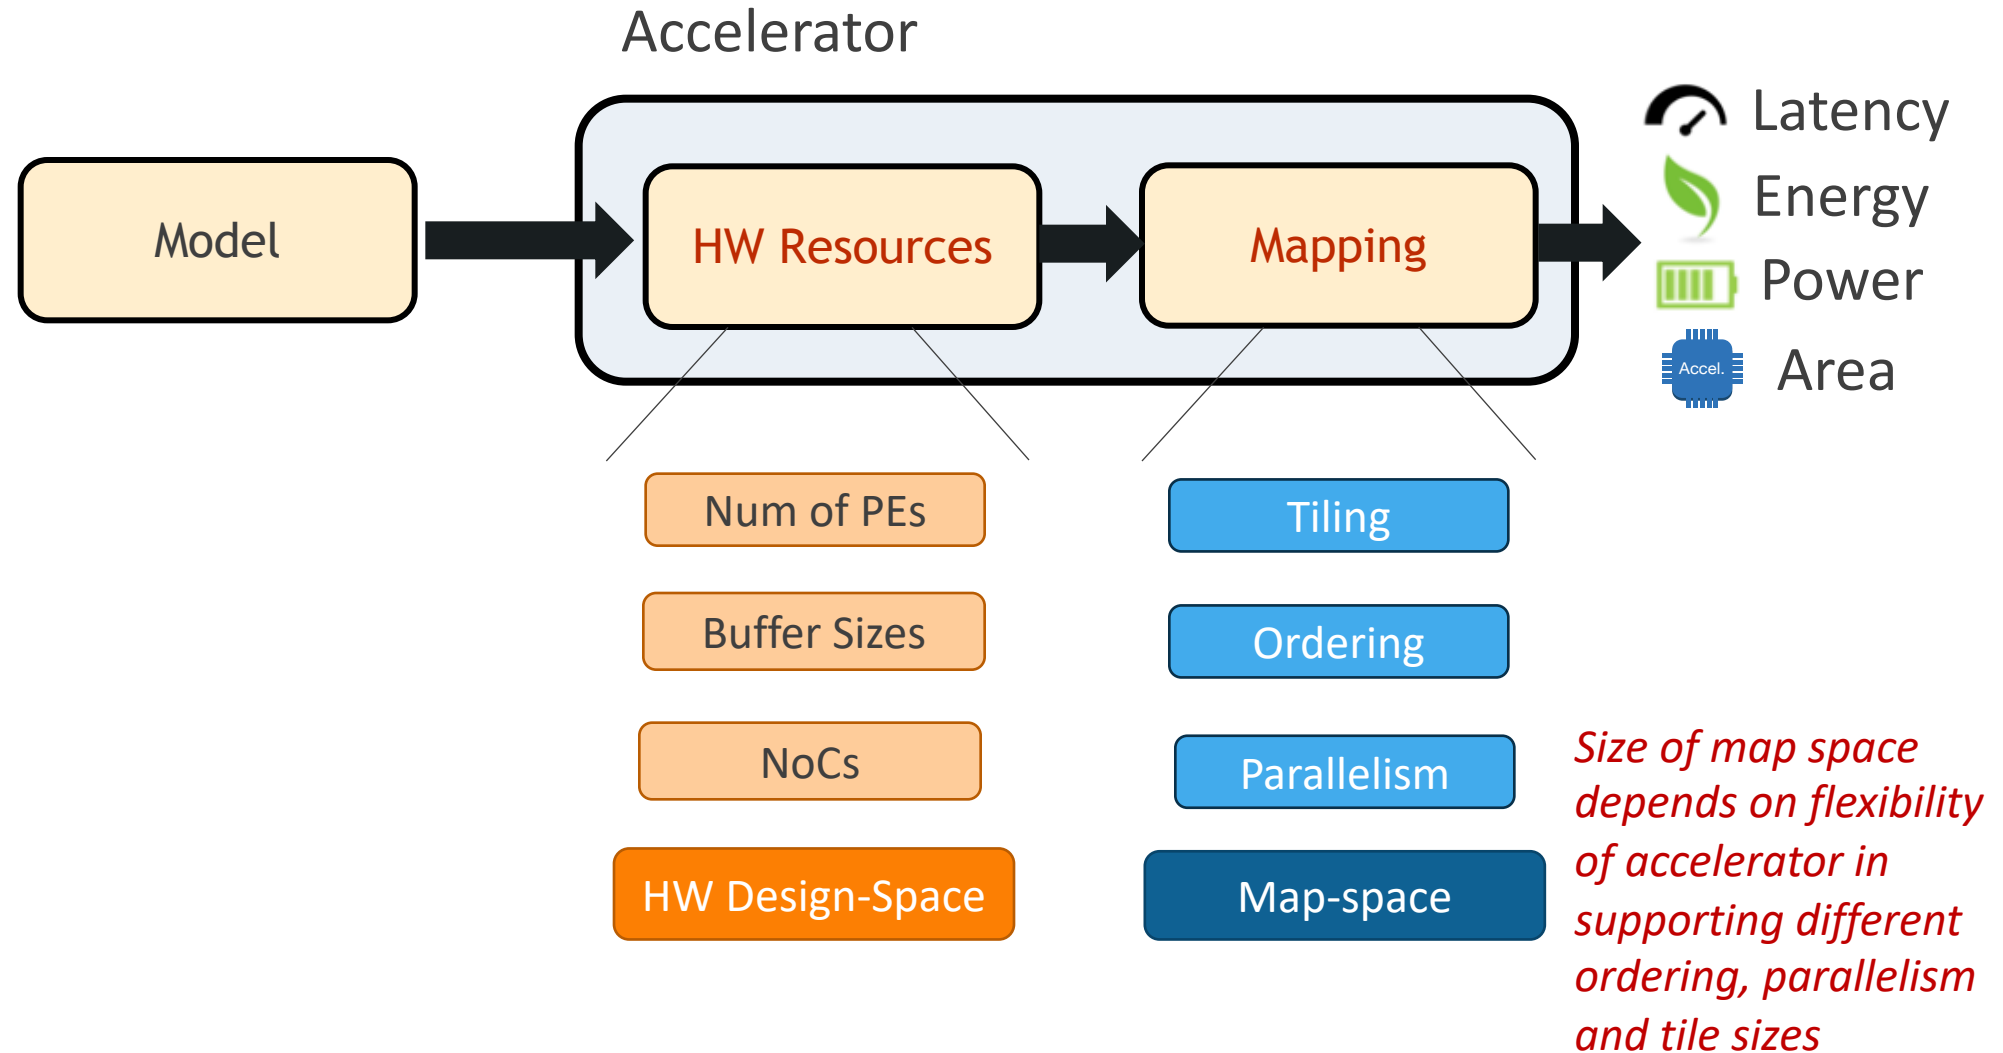 Accelerator
Model
HW Resources
Mapping
Latency
Energy
Power
Accel.
Area
Num of PEs
Buffer Sizes
NoCs
HW Design-Space
Tiling
Ordering
Parallelism
Map-space
Size of map space
depends on flexibility
of accelerator in
supporting different
ordering, parallelism
and tile sizes